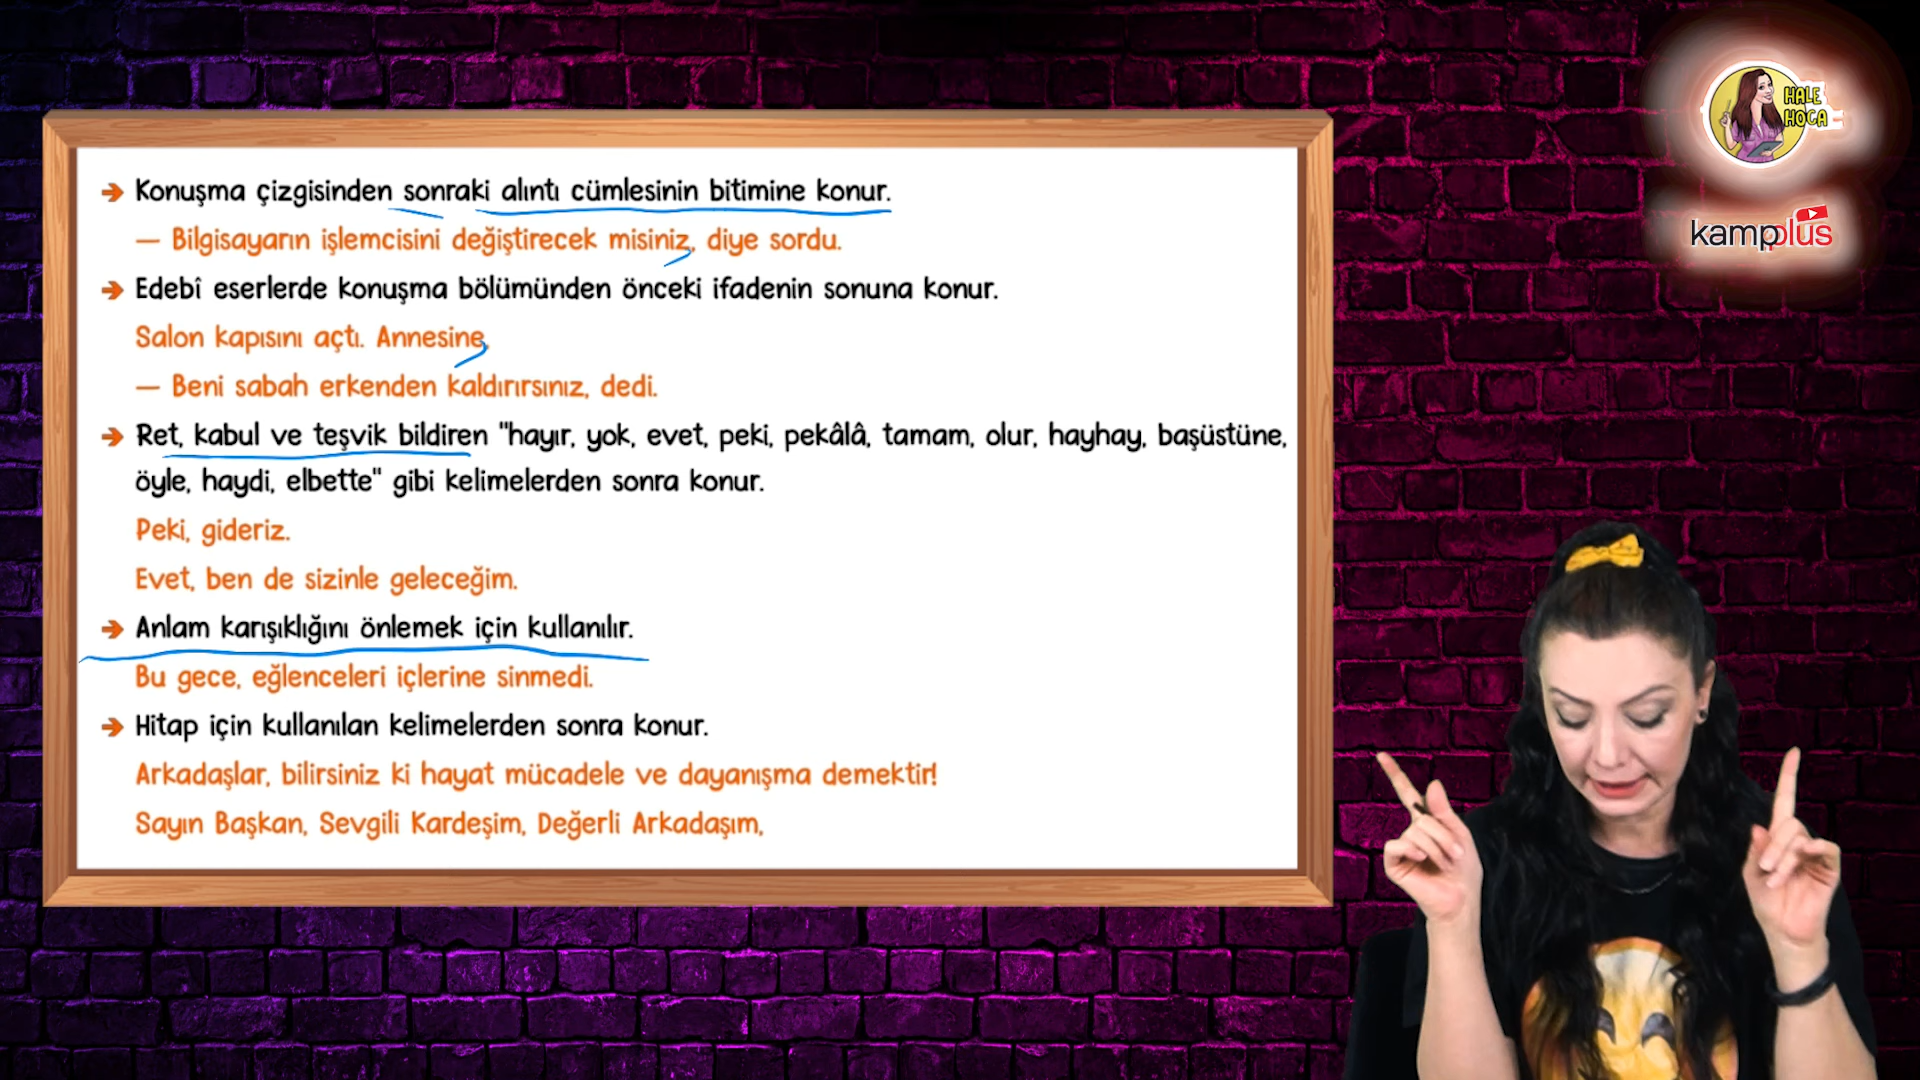 Konuşma çizgisinden sonraki alıntı cümlesinin bitimine konur.
— Bilgisayarın işlemcisini değiştirecek misiniz, diye sordu.
Edebî eserlerde konuşma bölümünden önceki ifadenin sonuna konur.
Salon kapısını açtı. Annesine,
— Beni sabah erkenden kaldırırsınız, dedi.
Ret, kabul ve teşvik bildiren "hayır, yok, evet, peki, pekâlâ, tamam, olur, hayhay, başüstüne,
öyle, haydi, elbette" gibi kelimelerden sonra konur.
Peki, gideriz.
Evet, ben de sizinle geleceğim.
Anlam karışıklığını önlemek için kullanılır.
Bu gece, eğlenceleri içlerine sinmedi.
Hitap için kullanılan kelimelerden sonra konur.
Arkadaşlar, bilirsiniz ki hayat mücadele ve dayanışma demektir!
Sayın Başkan, Sevgili Kardeşim, Değerli Arkadaşım,
HALE
HOCA
kampplus